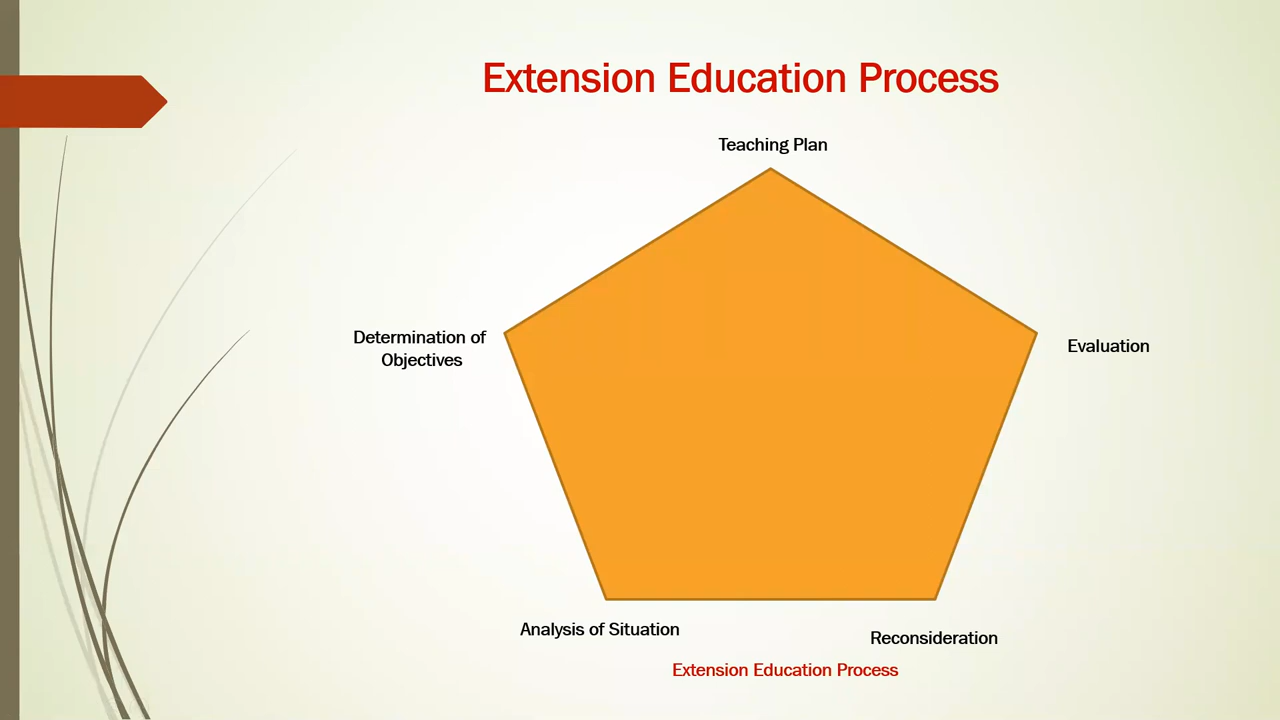 Extension Education Process
Teaching Plan
Determination of
Objectives
Evaluation
Analysis of Situation
Reconsideration
Extension Education Process